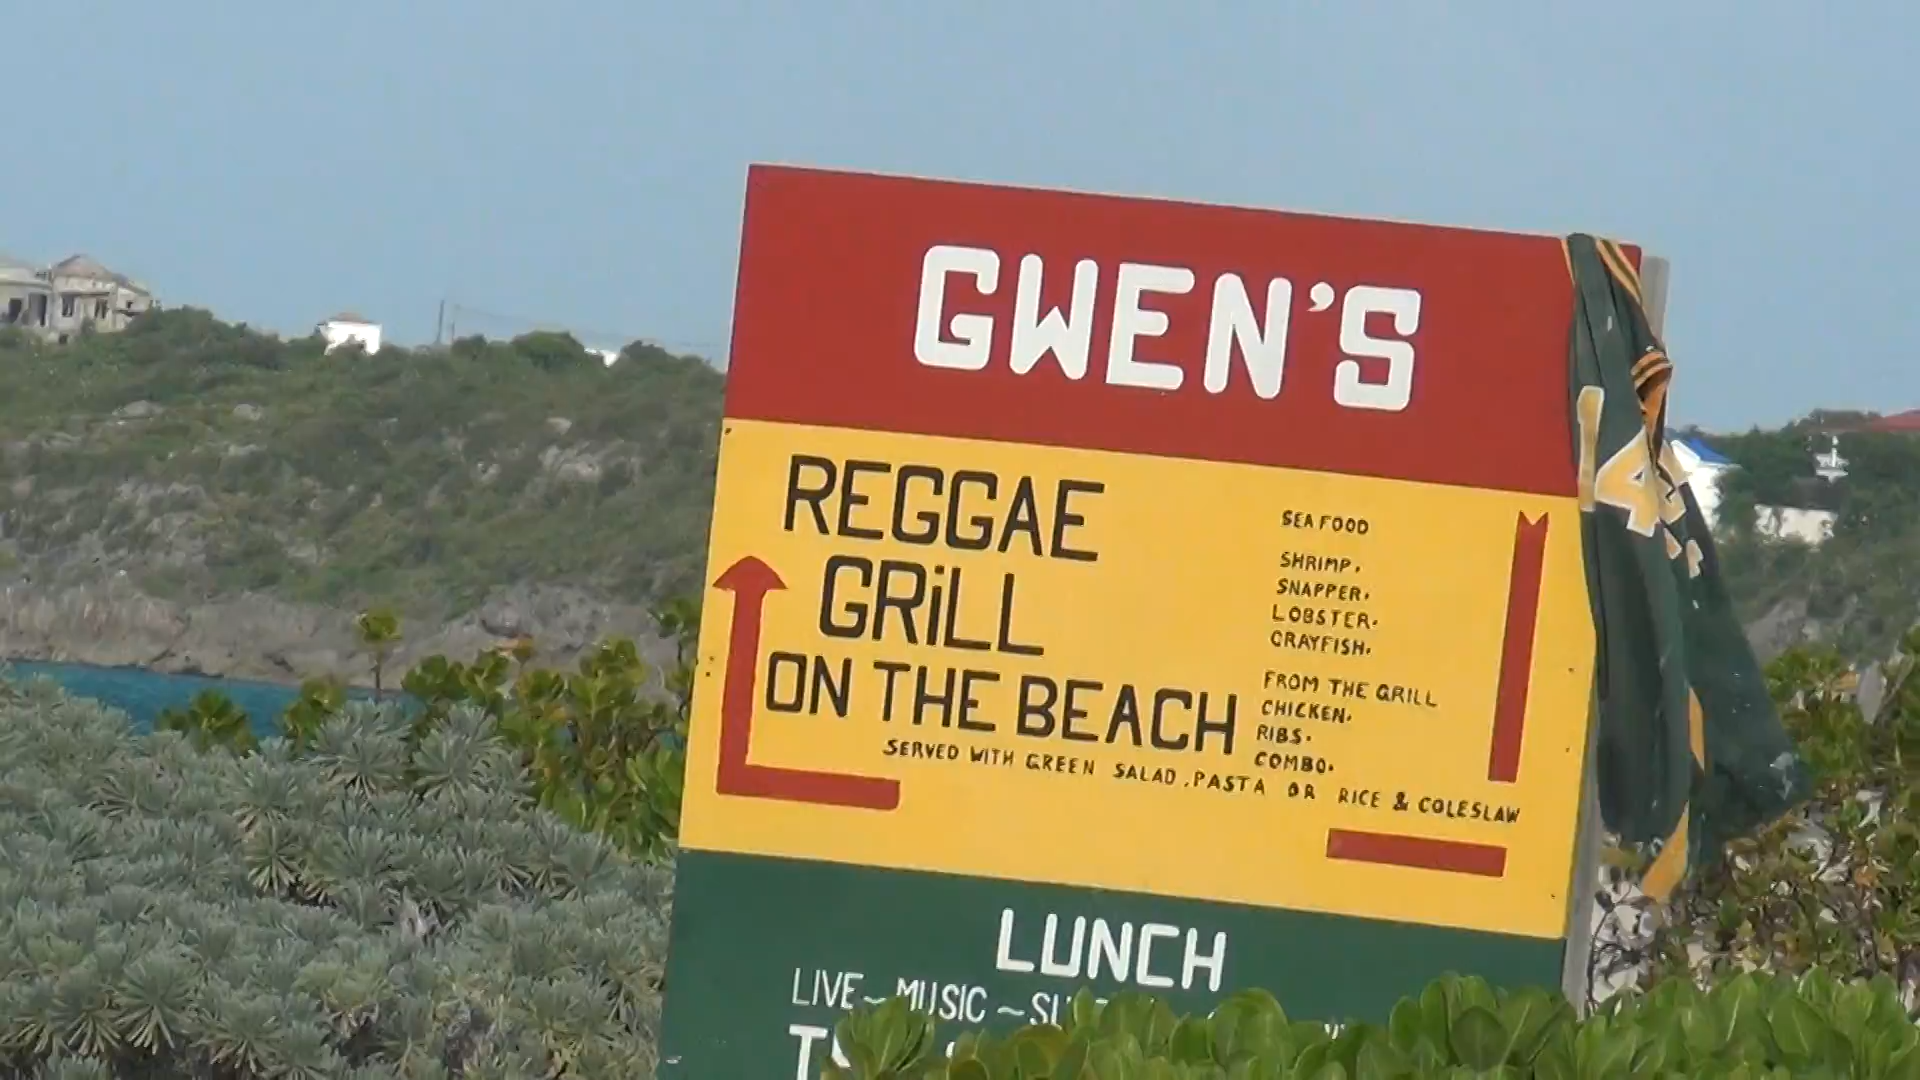 GWEN'S
REGGAE
GRiLL
ON THE BEACH
SEA FOOD
SHRIMP.
SNAPPER.
LOBSTER.
CRAYFISH.
FROM THE GRILL
CHICKEN.
RIBS.
COMBO.
SERVED WITH GREEN SALAD, PASTA OR RICE & COLESLAW
LUNCH
LIVE~MUSIC~